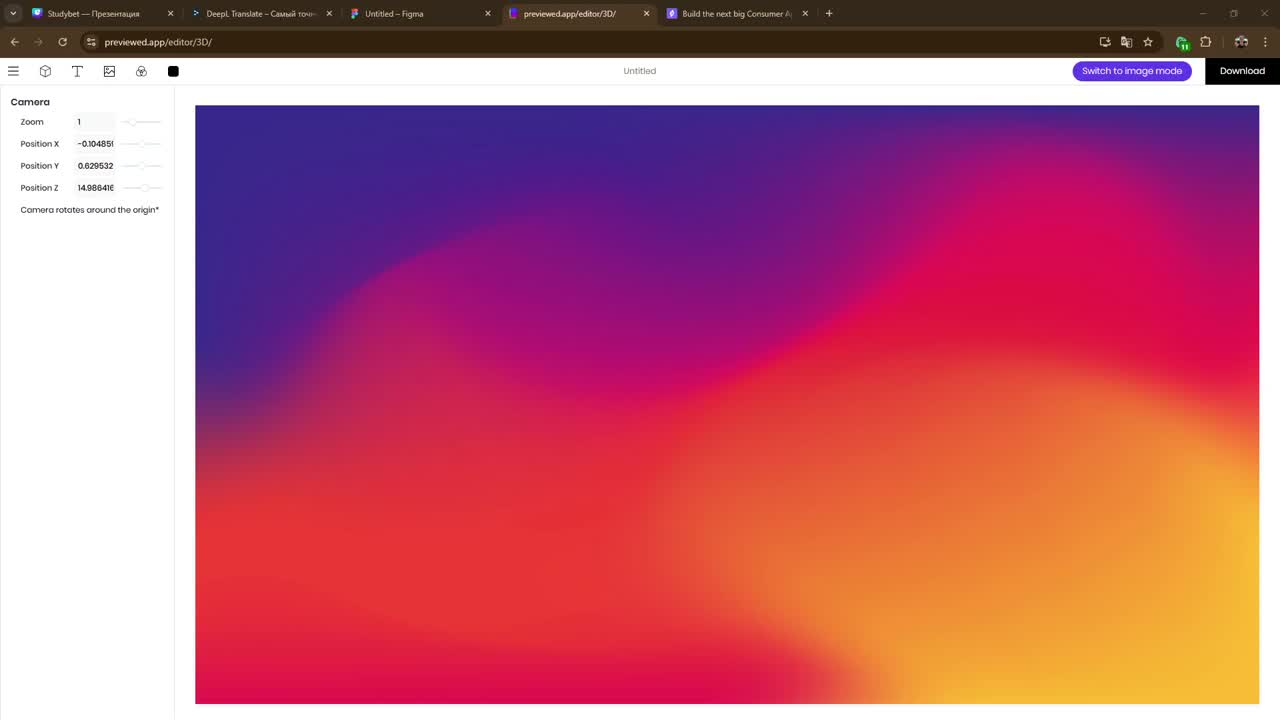 Studybet — Презентация
DeepL Translate – Самый точн
Untitled – Figma
previewed.app/editor/3D/
Build the next big Consumer A
previewed.app/editor/3D/
11
Untitled
Switch to image mode
Download
Camera
Zoom 1
Position X -0.104859
Position Y 0.629532
Position Z 14.986416
Camera rotates around the origin*